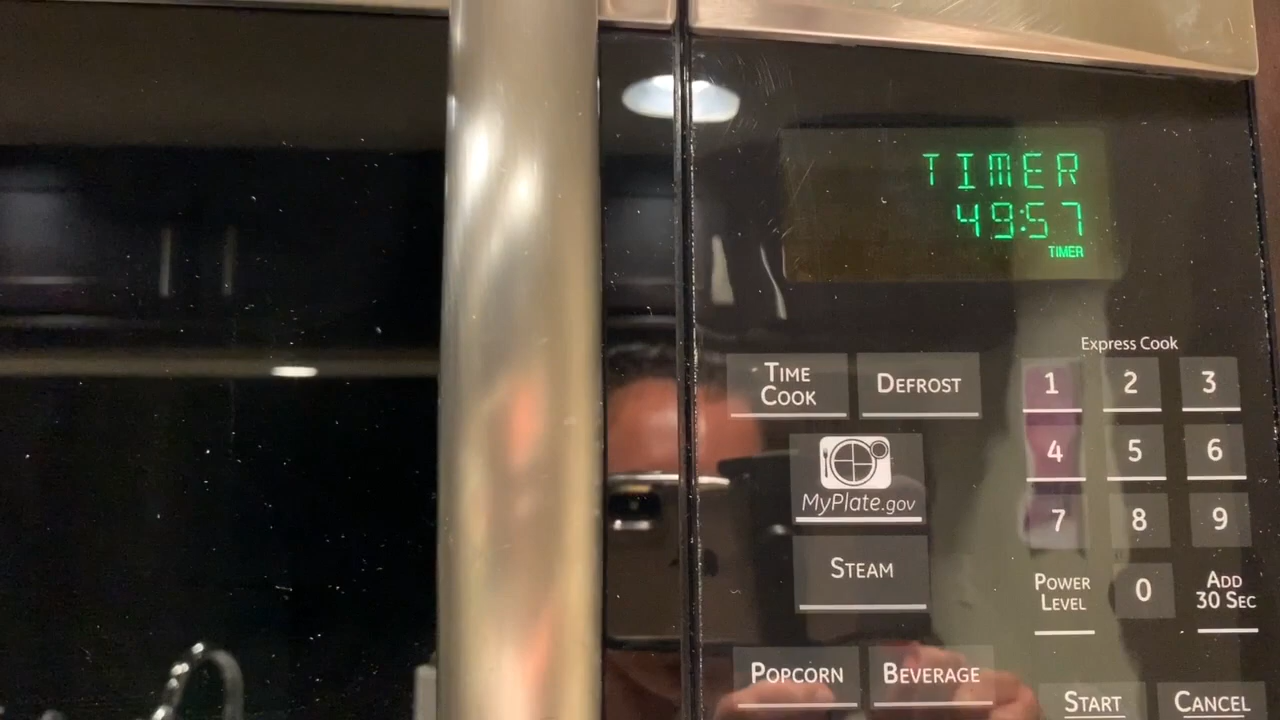 TIMER
49:57
TIMER
Express Cook
TIME COOK
DEFROST
1 2 3
MyPlate.gov
4 5 6
STEAM
7 8 9
POWER LEVEL
0
ADD 30 SEC
POPCORN
BEVERAGE
START
CANCEL